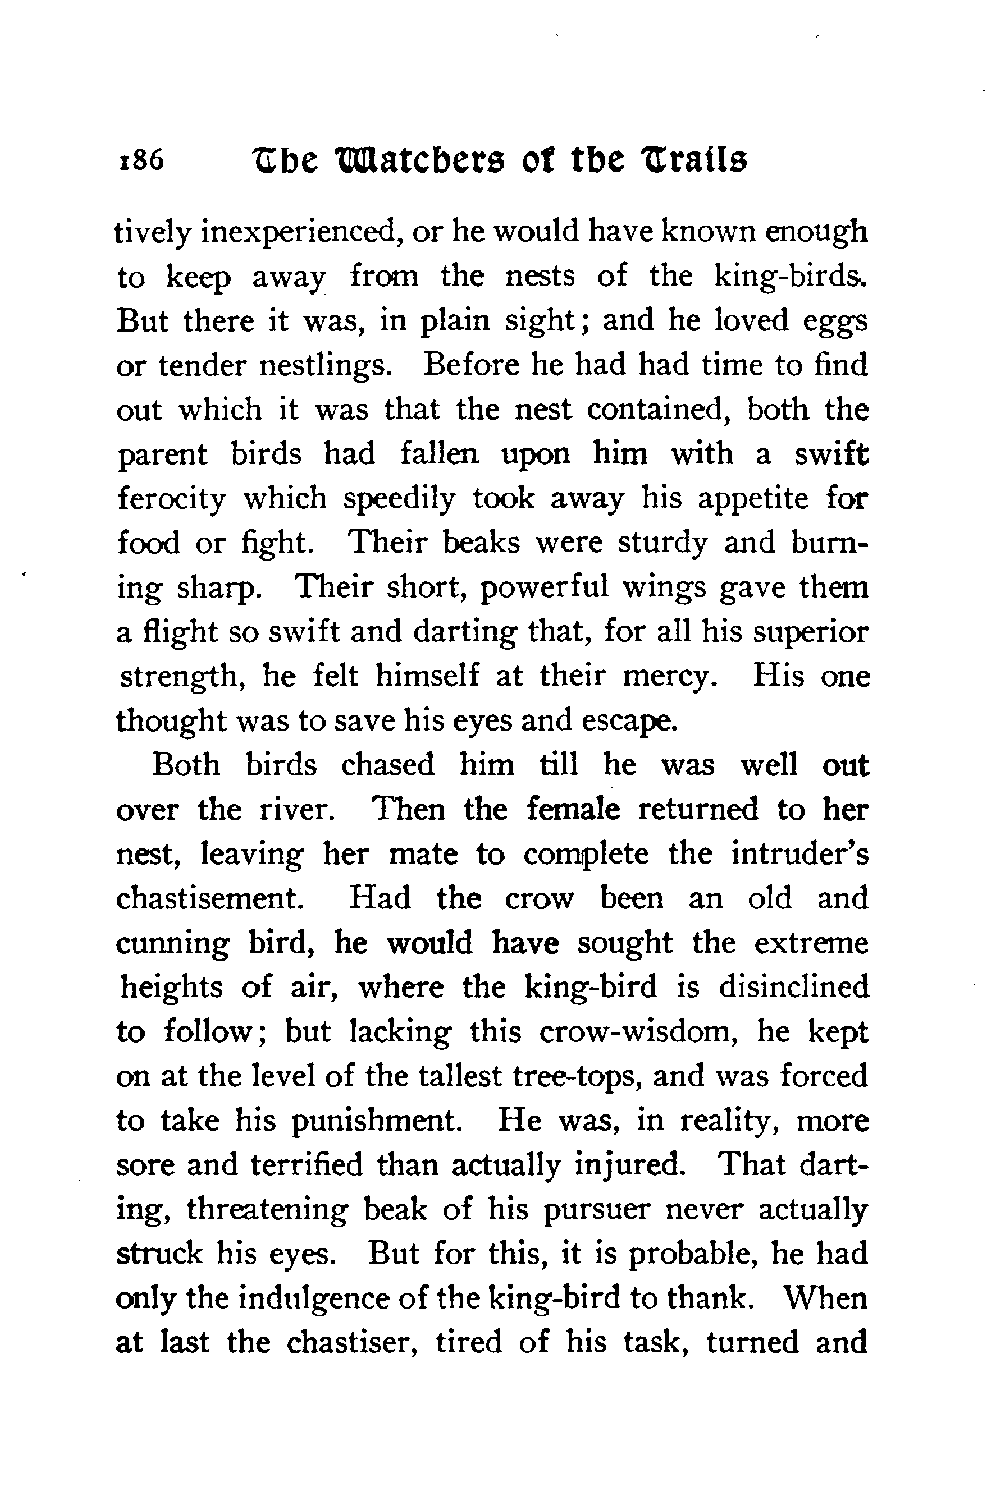 186 The Watchers of the Trails
tively inexperienced, or he would have known enough
to keep away from the nests of the king-birds.
But there it was, in plain sight; and he loved eggs
or tender nestlings. Before he had had time to find
out which it was that the nest contained, both the
parent birds had fallen upon him with a swift
ferocity which speedily took away his appetite for
food or fight. Their beaks were sturdy and burn-
ing sharp. Their short, powerful wings gave them
a flight so swift and darting that, for all his superior
strength, he felt himself at their mercy. His one
thought was to save his eyes and escape.
Both birds chased him till he was well out
over the river. Then the female returned to her
nest, leaving her mate to complete the intruder's
chastisement. Had the crow been an old and
cunning bird, he would have sought the extreme
heights of air, where the king-bird is disinclined
to follow; but lacking this crow-wisdom, he kept
on at the level of the tallest tree-tops, and was forced
to take his punishment. He was, in reality, more
sore and terrified than actually injured. That dart-
ing, threatening beak of his pursuer never actually
struck his eyes. But for this, it is probable, he had
only the indulgence of the king-bird to thank. When
at last the chastiser, tired of his task, turned and